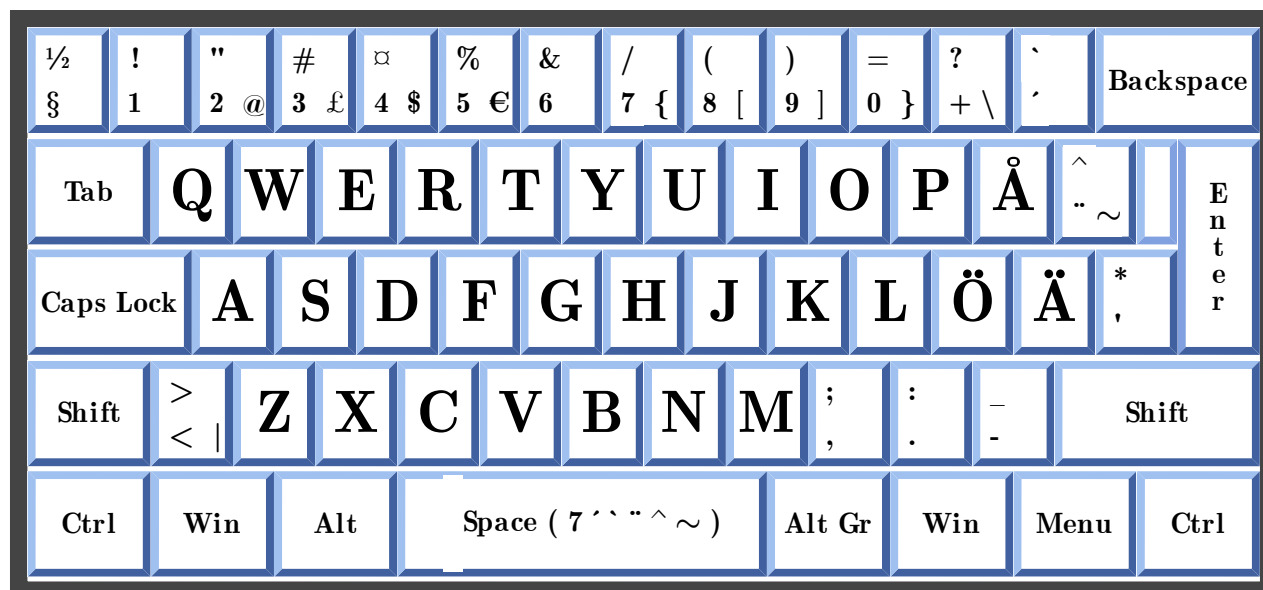 ½ ! " # ¤ % & / ( ) = ? `
§ 1 2 @ 3 £ 4 $ 5 € 6 7 { 8 [ 9 ] 0 } + \ ´ Backspace
Tab Q W E R T Y U I O P Å ^ ¨ ~ Enter
Caps Lock A S D F G H J K L Ö Ä * '
Shift > < | Z X C V B N M ; , : . _ - Shift
Ctrl Win Alt Space ( 7 ´ ` ¨ ^ ~ ) Alt Gr Win Menu Ctrl